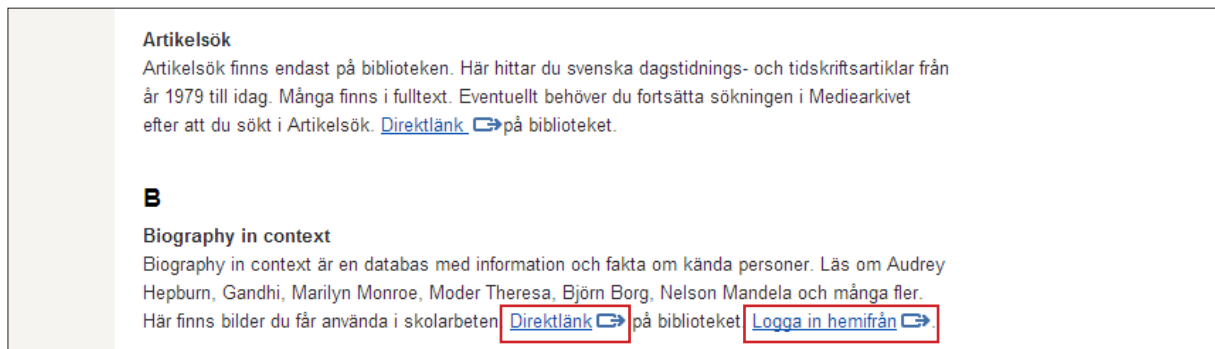 Artikelsök
Artikelsök finns endast på biblioteken. Här hittar du svenska dagstidnings- och tidskriftsartiklar från
år 1979 till idag. Många finns i fulltext. Eventuellt behöver du fortsätta sökningen i Mediearkivet
efter att du sökt i Artikelsök. Direktlänk på biblioteket.
B
Biography in context
Biography in context är en databas med information och fakta om kända personer. Läs om Audrey
Hepburn, Gandhi, Marilyn Monroe, Moder Theresa, Björn Borg, Nelson Mandela och många fler.
Här finns bilder du får använda i skolarbeten. Direktlänk på biblioteket. Logga in hemifrån.